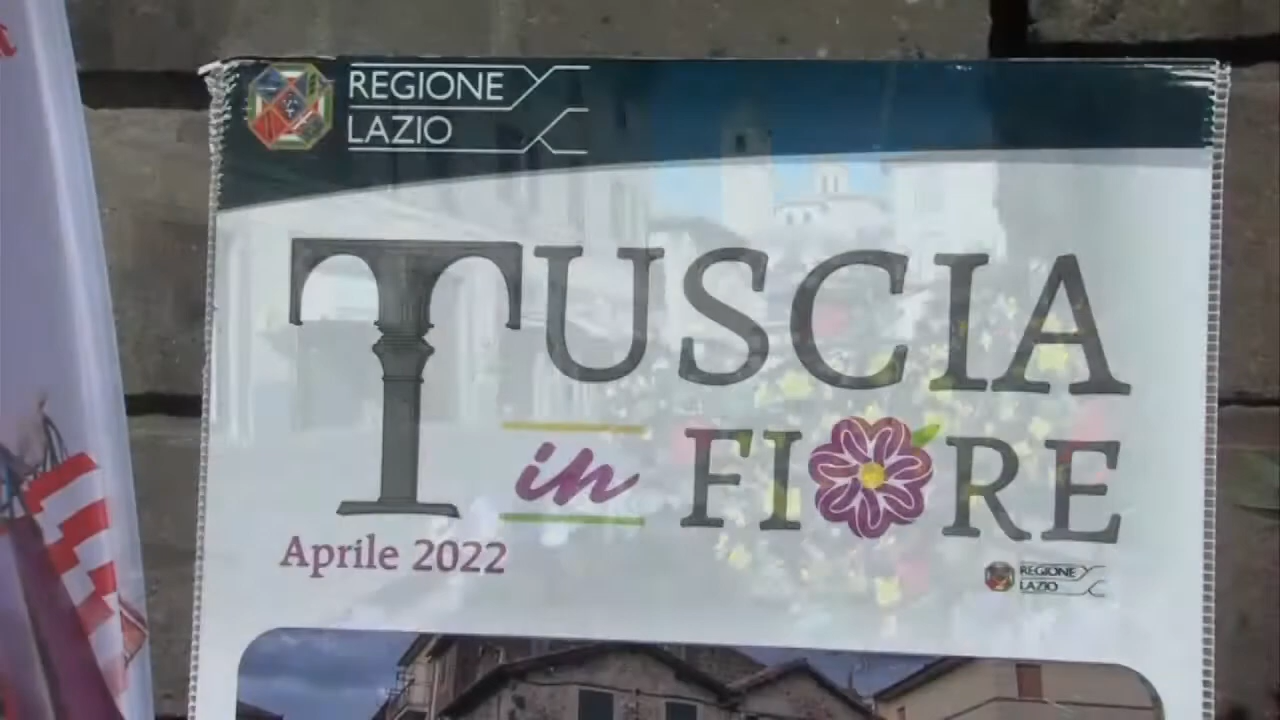 REGIONE
LAZIO
TUSCIA
in FIORE
Aprile 2022
REGIONE
LAZIO